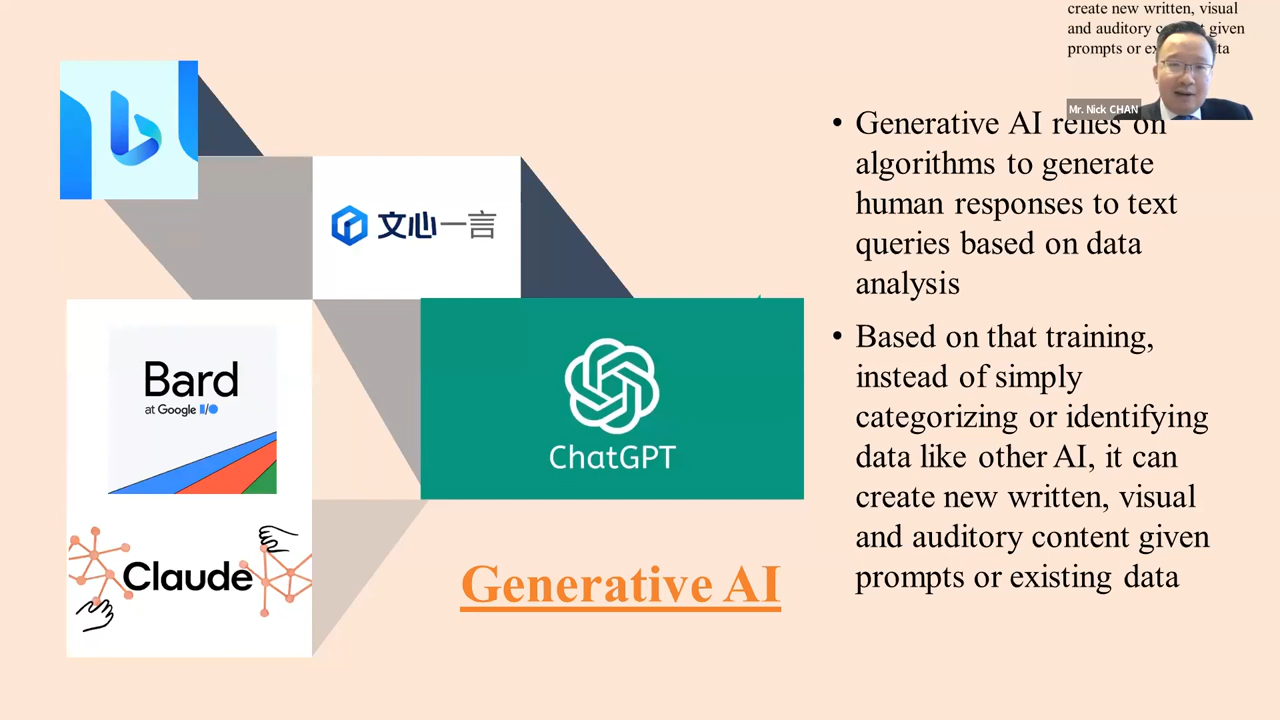 create new written, visual
and auditory given
prompts or
Mr. Nick CHAN
文心一言
Bard
at Google I/O
ChatGPT
Claude
Generative AI
• Generative AI relies on
algorithms to generate
human responses to text
queries based on data
analysis
• Based on that training,
instead of simply
categorizing or identifying
data like other AI, it can
create new written, visual
and auditory content given
prompts or existing data